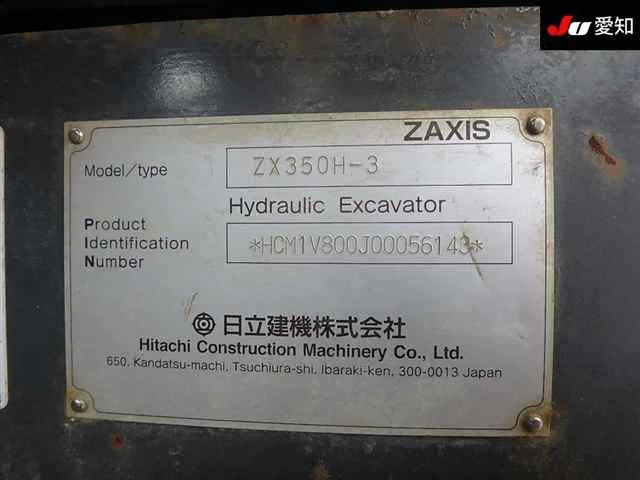 JU 愛知
ZAXIS
Model/type ZX350H-3
Hydraulic Excavator
Product
Identification *HCM1V800J00056143*
Number
日立建機株式会社
Hitachi Construction Machinery Co., Ltd.
650, Kandatsu-machi, Tsuchiura-shi, Ibaraki-ken, 300-0013 Japan